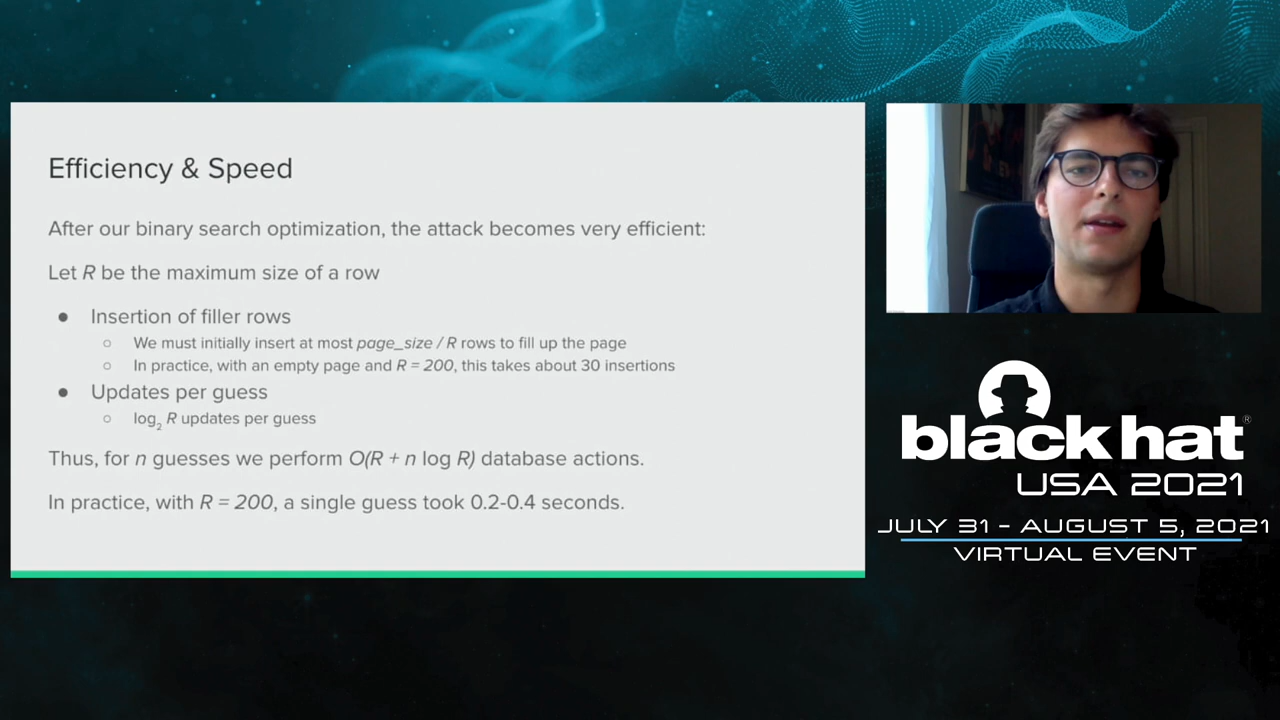 Efficiency & Speed
After our binary search optimization, the attack becomes very efficient:
Let R be the maximum size of a row
● Insertion of filler rows
○ We must initially insert at most page_size / R rows to fill up the page
○ In practice, with an empty page and R = 200, this takes about 30 insertions
● Updates per guess
○ log₂ R updates per guess
Thus, for n guesses we perform O(R + n log R) database actions.
In practice, with R = 200, a single guess took 0.2-0.4 seconds.
black hat®
USA 2021
JULY 31 - AUGUST 5, 2021
VIRTUAL EVENT